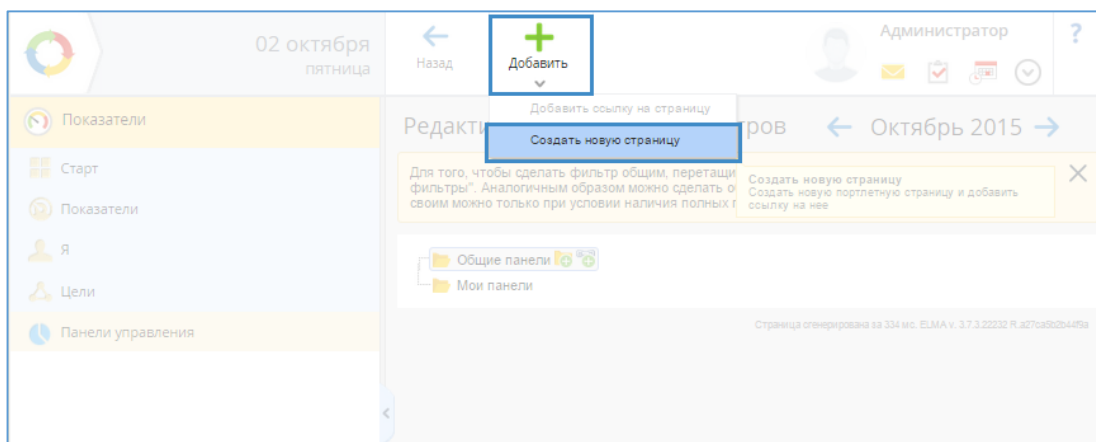 02 октября
пятница
Назад
Добавить
Администратор
?
Добавить ссылку на страницу
Создать новую страницу
Показатели
Старт
Показатели
Я
Цели
Панели управления
Редакти
тров
Октябрь 2015
Для того, чтобы сделать фильтр общим, перетащи
фильтры". Аналогичным образом можно сделать о
своим можно только при условии наличия полных
Создать новую страницу
Создать новую портлетную страницу и добавить
ссылку на нее
Общие панели
Мои панели
Страница сгенерирована за 334 мс. ELMA v. 3.7.3.22232